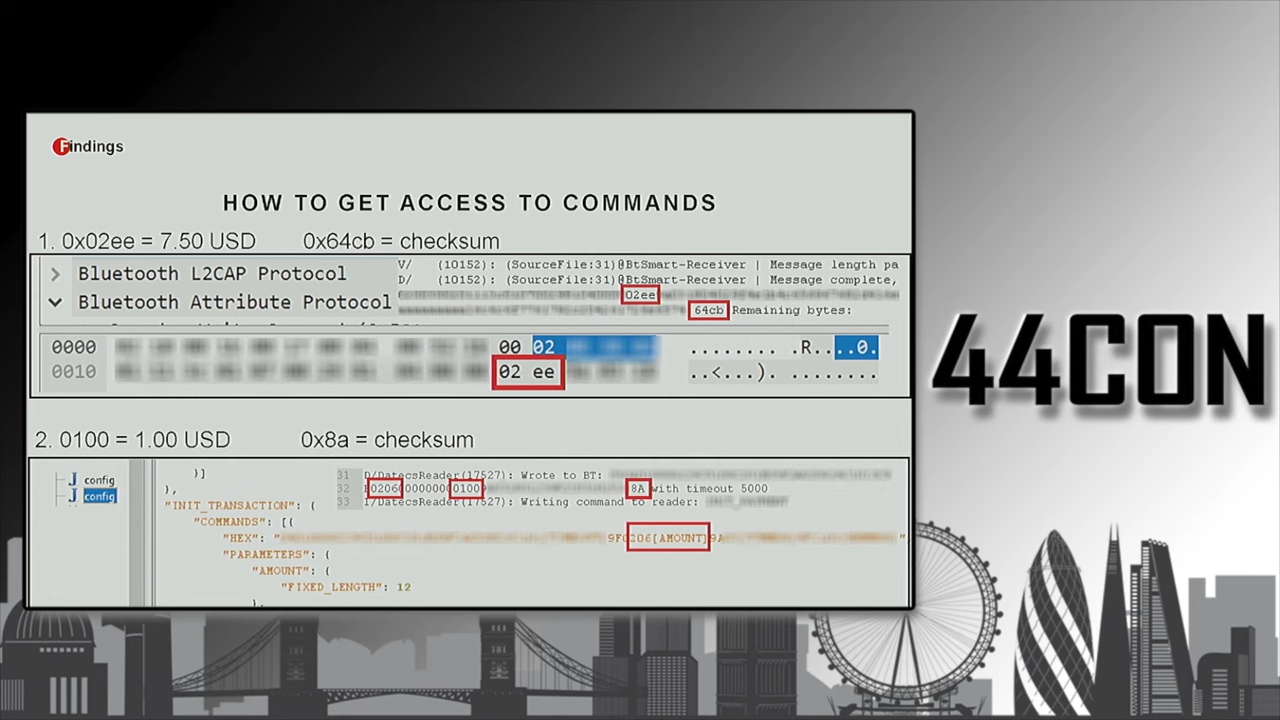 Findings
HOW TO GET ACCESS TO COMMANDS
1. 0x02ee = 7.50 USD 0x64cb = checksum
Bluetooth L2CAP Protocol
Bluetooth Attribute Protocol
V/ (10152): (SourceFile:31)@BtSmart-Receiver | Message length pa
D/ (10152): (SourceFile:31)@BtSmart-Receiver | Message complete,
02ee
64cb Remaining bytes:
0000 00 02 ........ .R... ..0.
0010 02 ee ..<...). ........
2. 0100 = 1.00 USD 0x8a = checksum
config
config
}]
},
"INIT_TRANSACTION": {
"COMMANDS": [{
"HEX": " 9F0206[AMOUNT]9A "
"PARAMETERS": {
"AMOUNT": {
"FIXED_LENGTH": 12
},
31 D/DatecsReader(17527): Wrote to BT:
32 02060000000100 8A with timeout 5000
33 I/DatecsReader(17527): Writing command to reader:
44CON